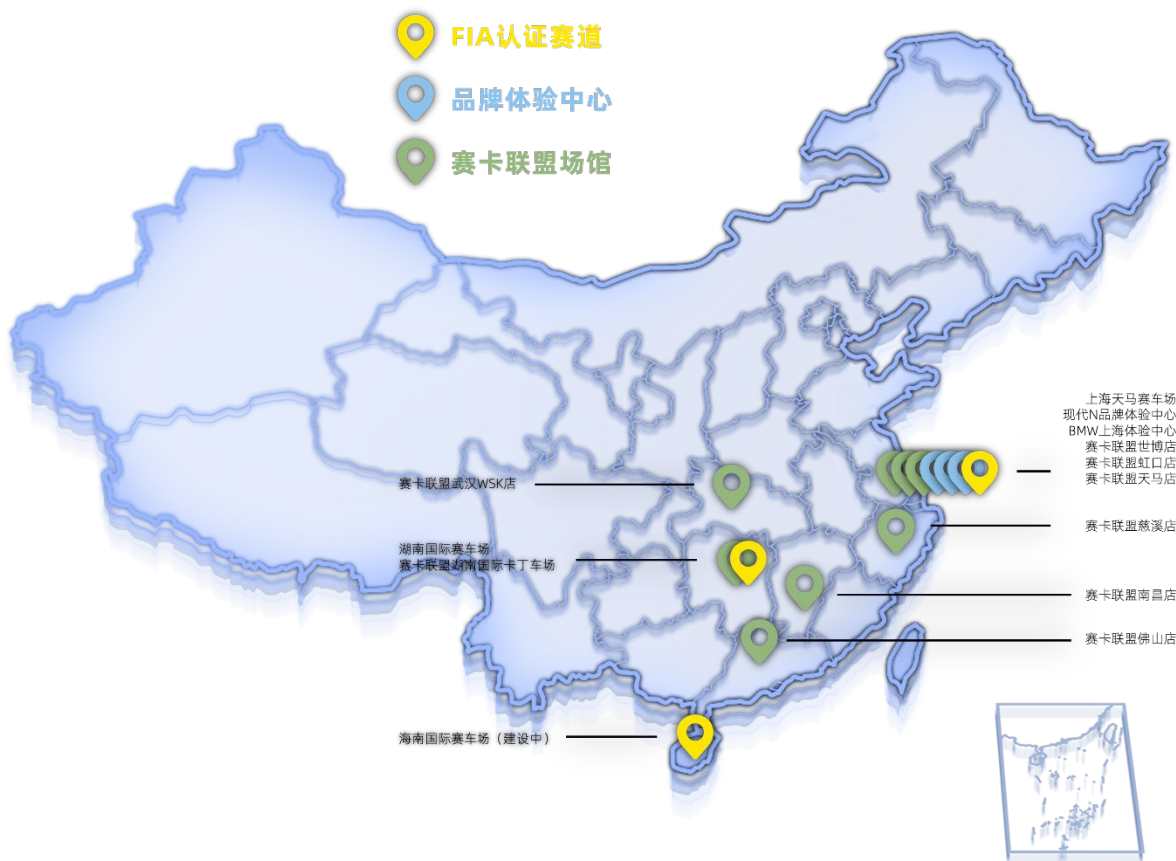 FIA认证赛道
品牌体验中心
赛卡联盟场馆
上海天马赛车场
现代N品牌体验中心
BMW上海体验中心
赛卡联盟世博店
赛卡联盟虹口店
赛卡联盟天马店
赛卡联盟武汉WSK店
赛卡联盟慈溪店
湖南国际赛车场
赛卡联盟湖南国际卡丁车场
赛卡联盟南昌店
赛卡联盟佛山店
海南国际赛车场（建设中）